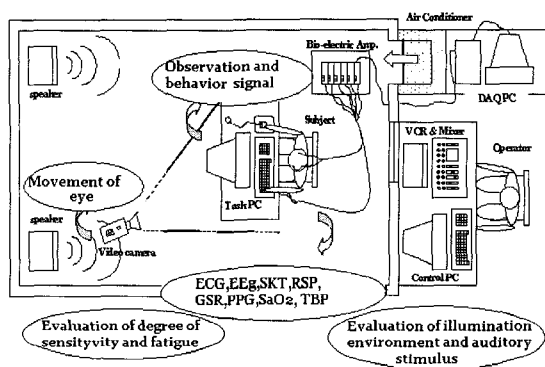 Air Conditioner
Bio-electric Amp.
Observation and
behavior signal
speaker
DAQ PC
Subject
VCR & Mixer
Operator
Movement of
eye
Task PC
speaker
Video camera
Control PC
ECG,EEg,SKT,RSP,
GSR,PPG,SaO2, TBP
Evaluation of degree of
sensityvity and fatigue
Evaluation of illumination
environment and auditory
stimulus